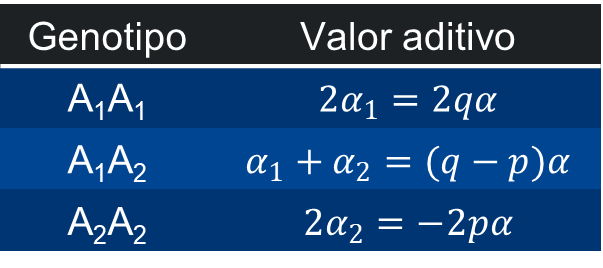 Genotipo Valor aditivo
A₁A₁ 2α₁ = 2qα
A₁A₂ α₁ + α₂ = (q − p)α
A₂A₂ 2α₂ = −2pα